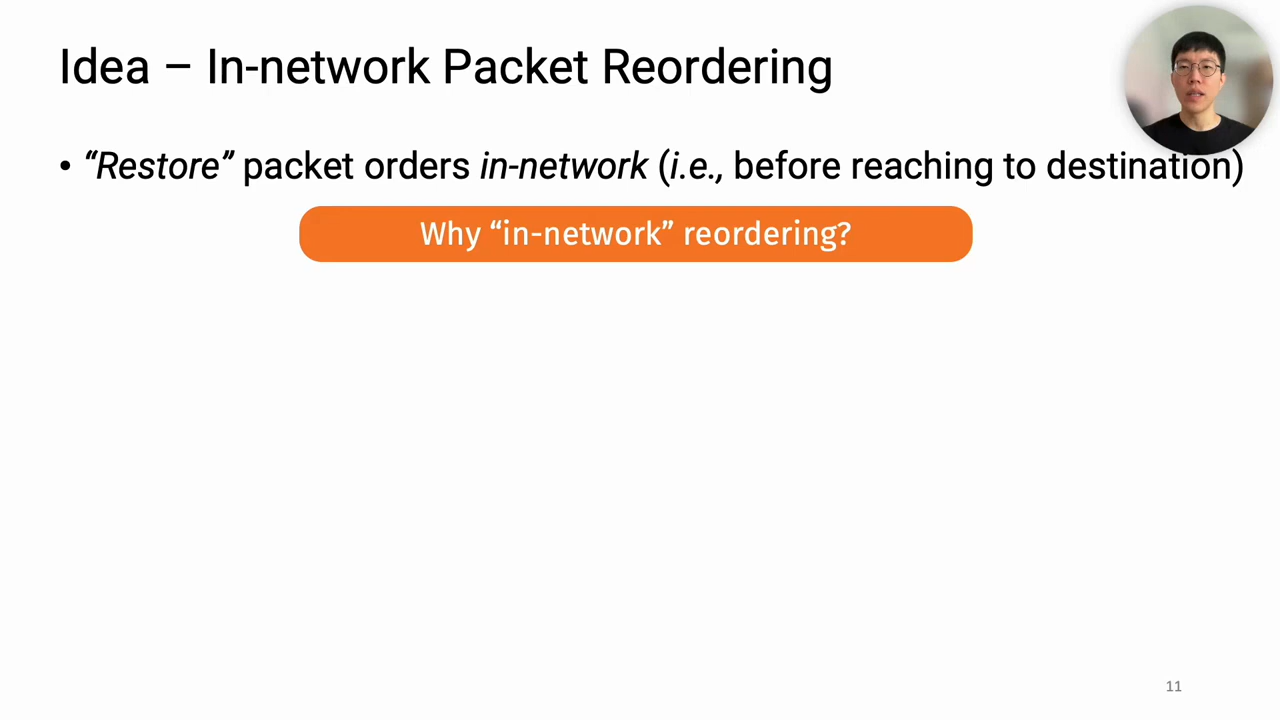 Idea – In-network Packet Reordering
• “Restore” packet orders in-network (i.e., before reaching to destination)
Why “in-network” reordering?
11